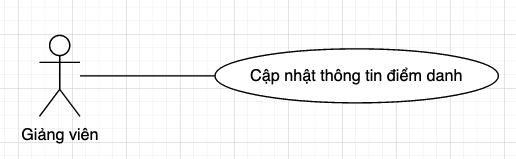 Cập nhật thông tin điểm danh
Giảng viên